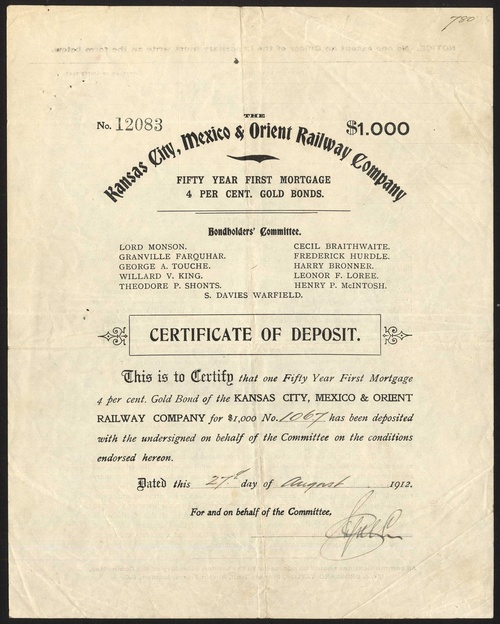 780
No. 12083
THE
$1.000
Kansas City, Mexico & Orient Railway Company
FIFTY YEAR FIRST MORTGAGE
4 PER CENT. GOLD BONDS.
Bondholders' Committee.
LORD MONSON. CECIL BRAITHWAITE.
GRANVILLE FARQUHAR. FREDERICK HURDLE.
GEORGE A. TOUCHE. HARRY BRONNER.
WILLARD V. KING. LEONOR F. LOREE.
THEODORE P. SHONTS. HENRY P. McINTOSH.
S. DAVIES WARFIELD.
CERTIFICATE OF DEPOSIT.
This is to Certify that one Fifty Year First Mortgage
4 per cent. Gold Bond of the KANSAS CITY, MEXICO & ORIENT
RAILWAY COMPANY for $1,000 No. 1067 has been deposited
with the undersigned on behalf of the Committee on the conditions
endorsed hereon.
Dated this 27th day of August 1912.
For and on behalf of the Committee,